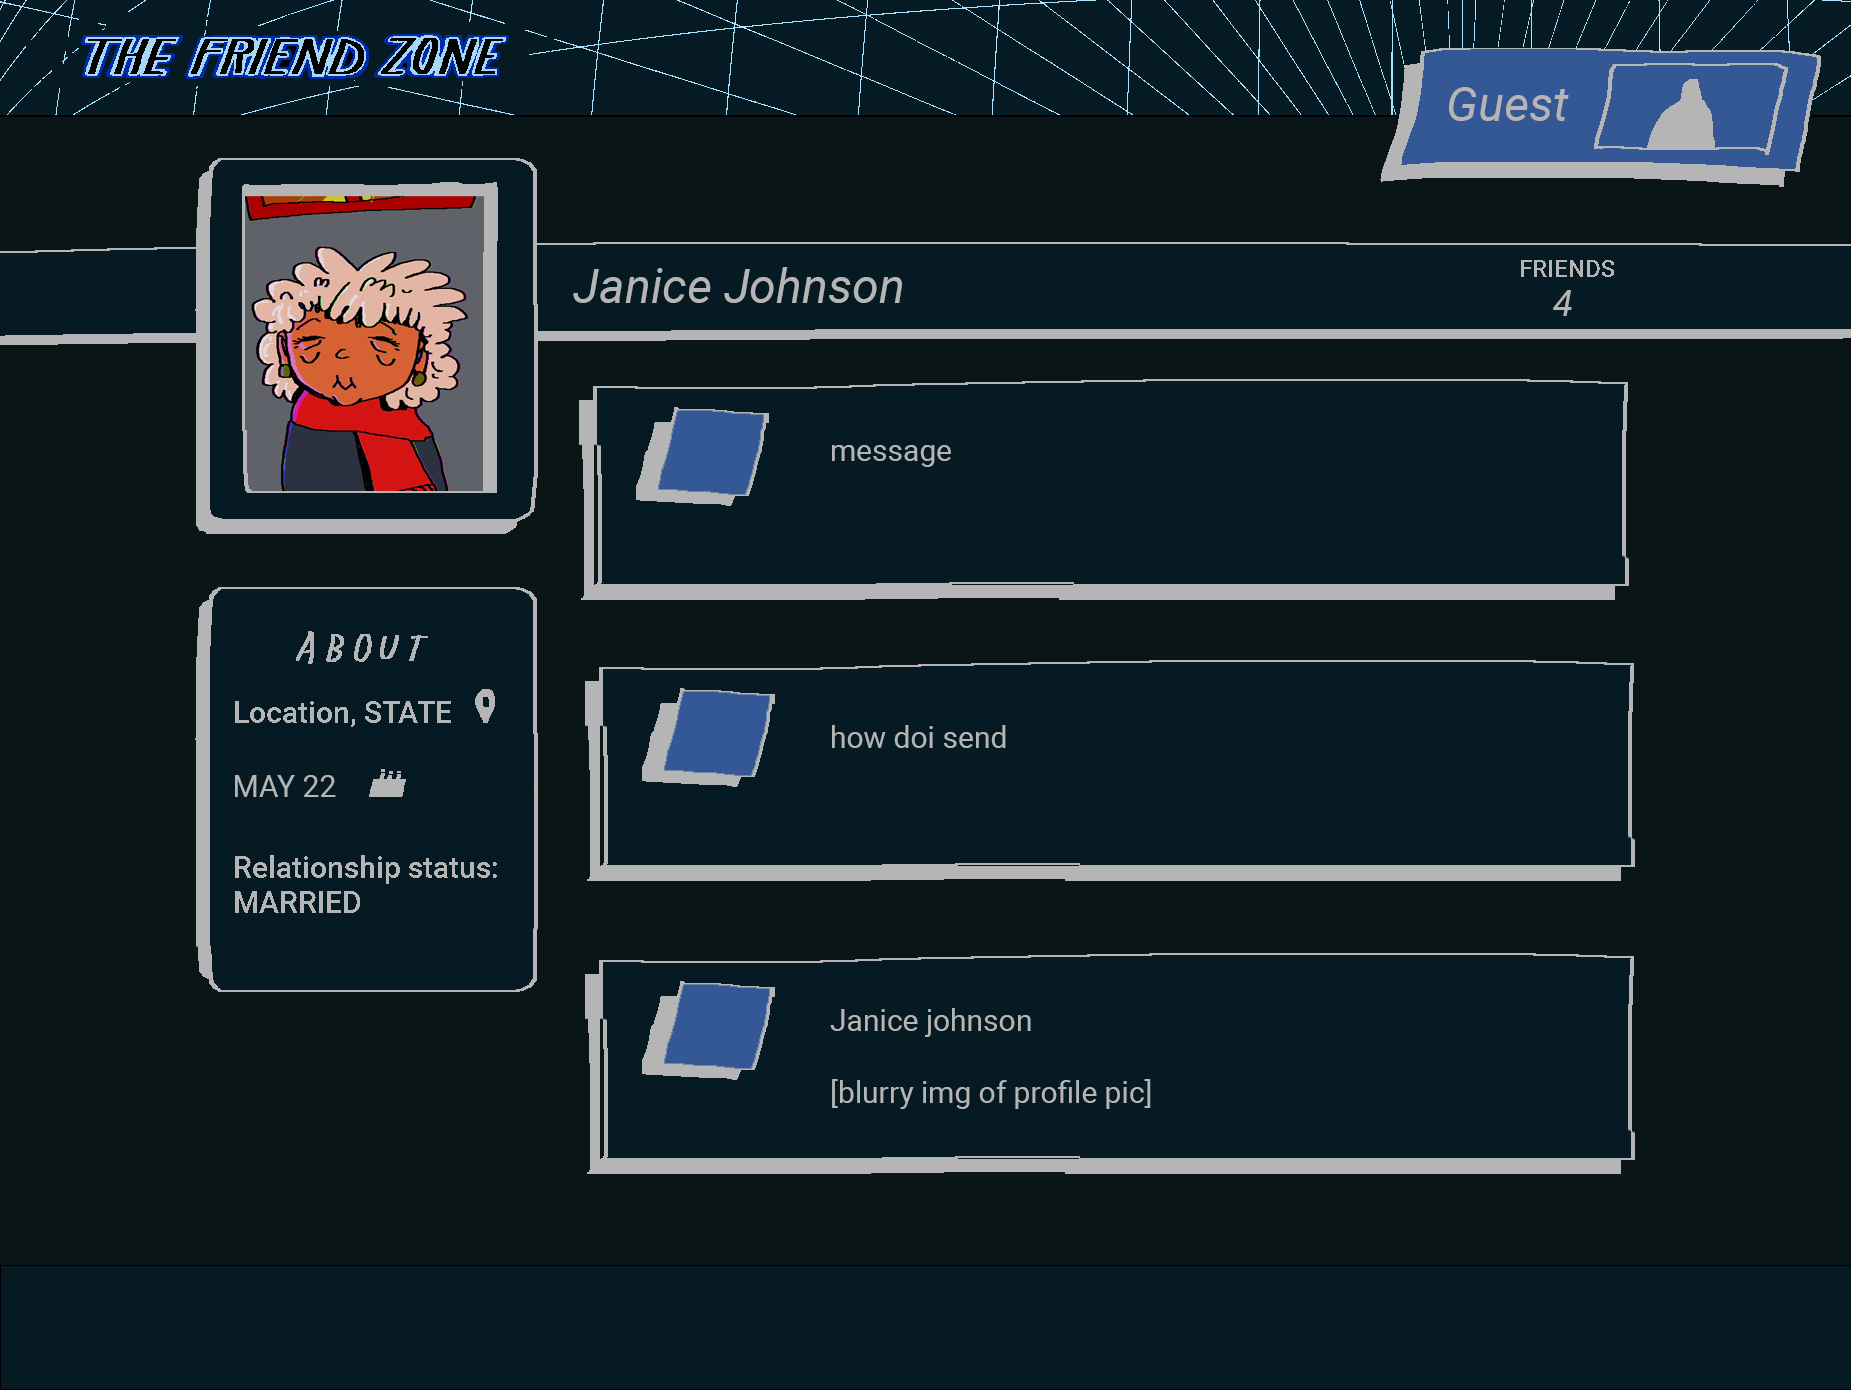 THE FRIEND ZONE
Guest
Janice Johnson
FRIENDS
4
message
how doi send
Janice johnson
[blurry img of profile pic]
ABOUT
Location, STATE
MAY 22
Relationship status:
MARRIED